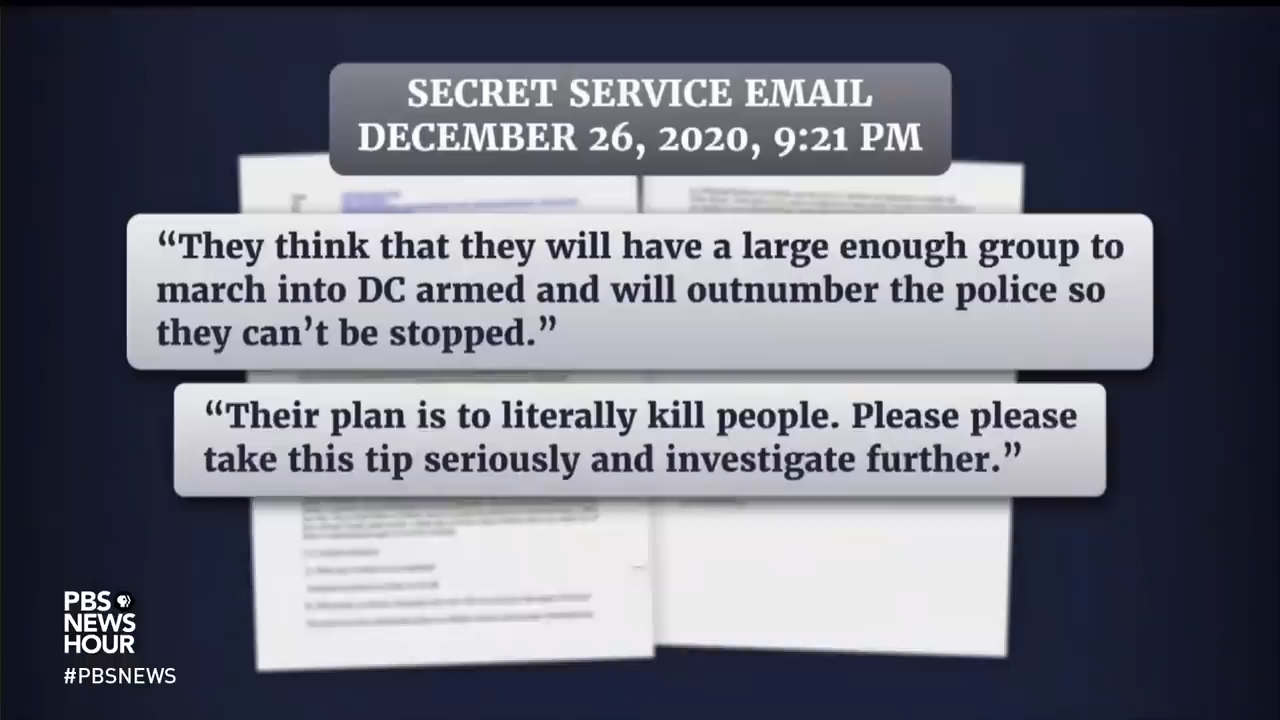 SECRET SERVICE EMAIL
DECEMBER 26, 2020, 9:21 PM
“They think that they will have a large enough group to
march into DC armed and will outnumber the police so
they can’t be stopped.”
“Their plan is to literally kill people. Please please
take this tip seriously and investigate further.”
PBS
NEWS
HOUR
#PBSNEWS